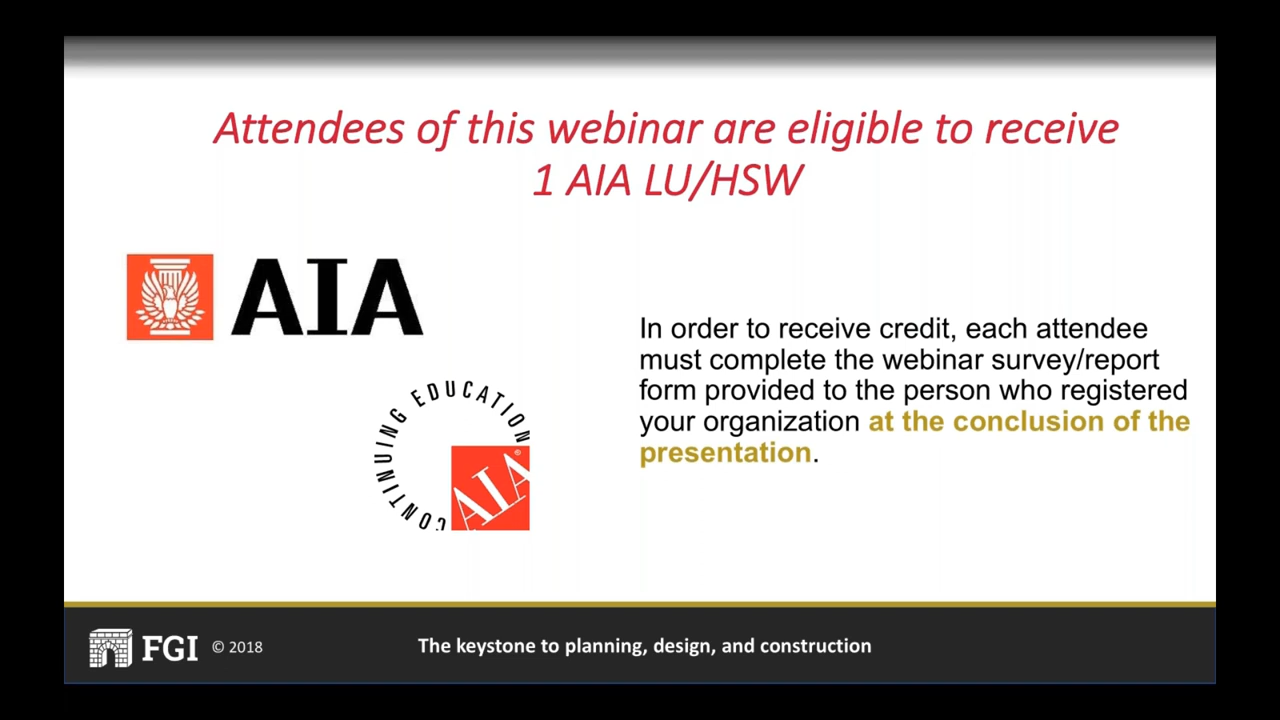 Attendees of this webinar are eligible to receive
1 AIA LU/HSW
AIA
In order to receive credit, each attendee
must complete the webinar survey/report
form provided to the person who registered
your organization at the conclusion of the
presentation.
CONTINUING EDUCATION
AIA®
FGI © 2018
The keystone to planning, design, and construction